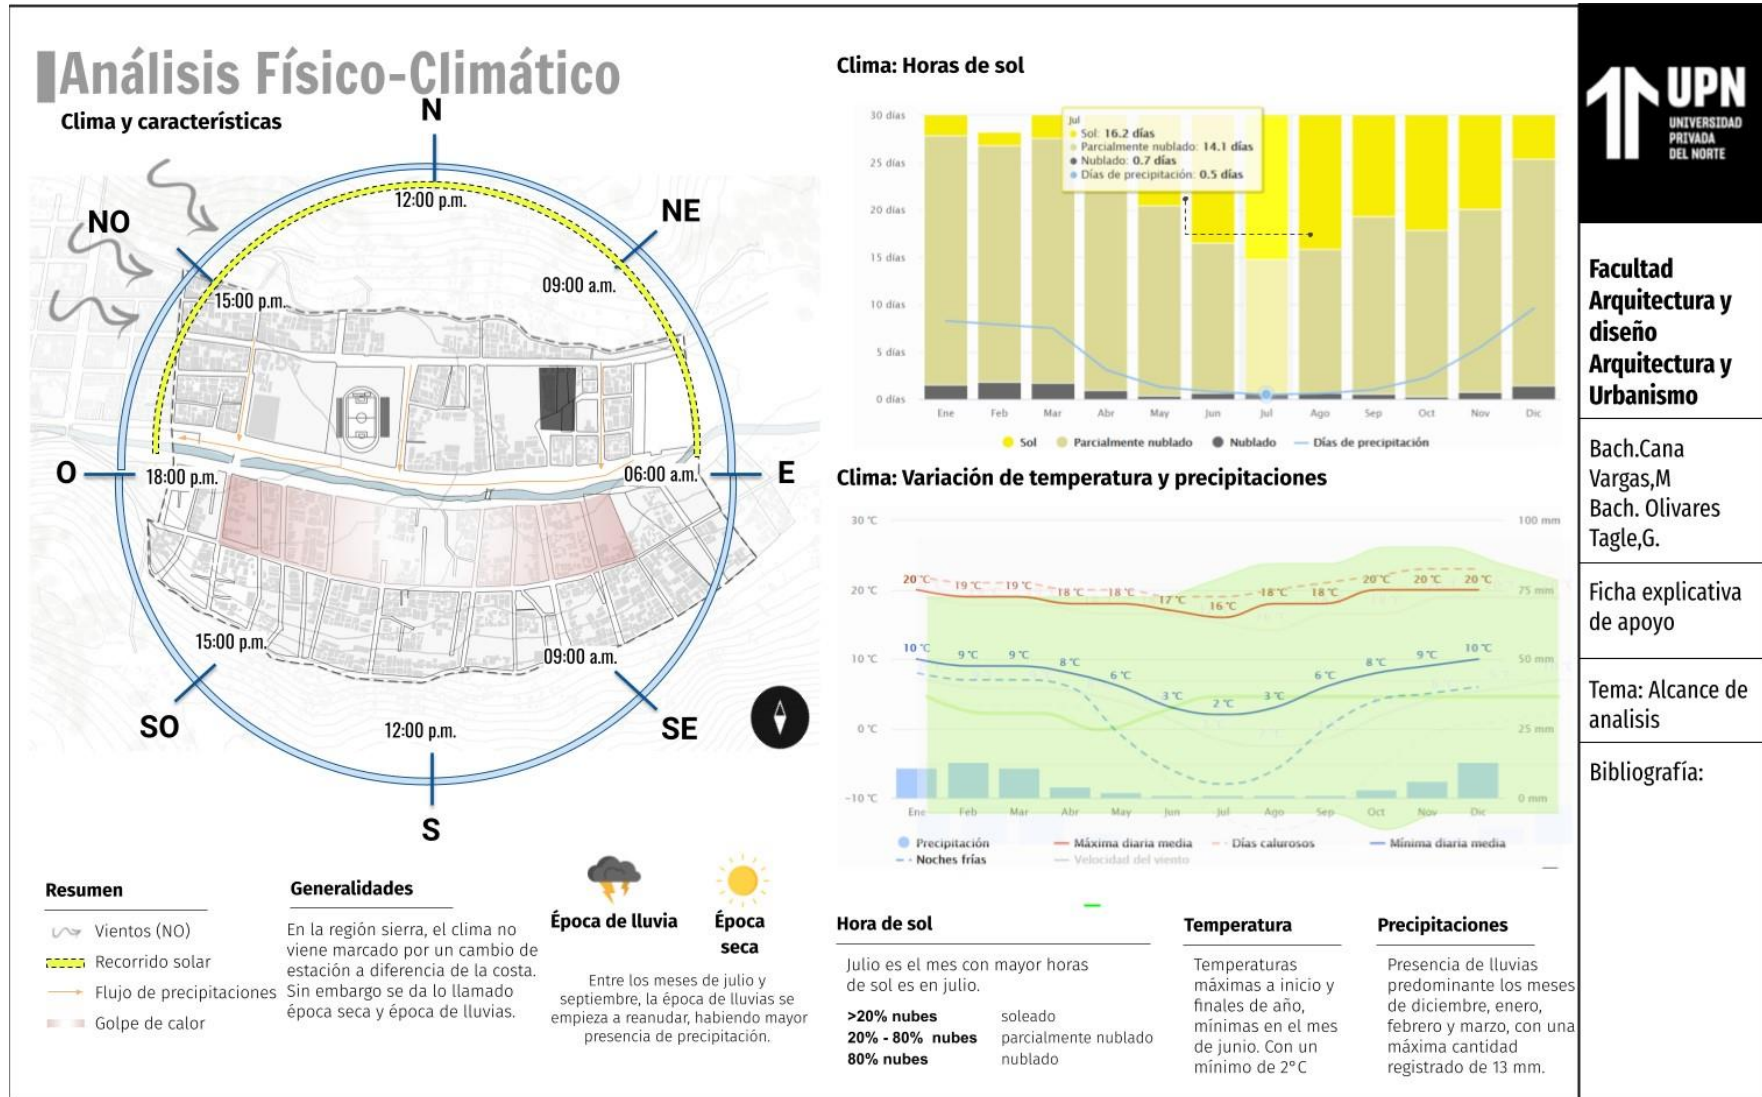 Análisis Físico-Climático
Clima y características
N
NO
NE
12:00 p.m.
09:00 a.m.
15:00 p.m.
O
18:00 p.m.
06:00 a.m.
E
15:00 p.m.
09:00 a.m.
SO
12:00 p.m.
SE
S
Resumen
Vientos (NO)
Recorrido solar
Flujo de precipitaciones
Golpe de calor
Generalidades
En la región sierra, el clima no
viene marcado por un cambio de
estación a diferencia de la costa.
Sin embargo se da lo llamado
época seca y época de lluvias.
Época de lluvia
Época
seca
Entre los meses de julio y
septiembre, la época de lluvias se
empieza a reanudar, habiendo mayor
presencia de precipitación.
Clima: Horas de sol
30 días
25 días
20 días
15 días
10 días
5 días
0 días
Jul
Sol: 16.2 días
Parcialmente nublado: 14.1 días
Nublado: 0.7 días
Días de precipitación: 0.5 días
Ene Feb Mar Abr May Jun Jul Ago Sep Oct Nov Dic
Sol Parcialmente nublado Nublado Días de precipitación
Clima: Variación de temperatura y precipitaciones
30 °C 100 mm
20 °C 19 °C 19 °C 18 °C 18 °C 17 °C 16 °C 18 °C 18 °C 20 °C 20 °C 20 °C
20 °C 75 mm
10 °C 9 °C 9 °C 8 °C 6 °C 3 °C 2 °C 3 °C 6 °C 8 °C 9 °C 10 °C
10 °C 50 mm
0 °C 25 mm
-10 °C 0 mm
Ene Feb Mar Abr May Jun Jul Ago Sep Oct Nov Dic
Precipitación Máxima diaria media Días calurosos Mínima diaria media
Noches frías Velocidad del viento
Hora de sol
Julio es el mes con mayor horas
de sol es en julio.
>20% nubes soleado
20% - 80% nubes parcialmente nublado
80% nubes nublado
Temperatura
Temperaturas
máximas a inicio y
finales de año,
mínimas en el mes
de junio. Con un
mínimo de 2°C
Precipitaciones
Presencia de lluvias
predominante los meses
de diciembre, enero,
febrero y marzo, con una
máxima cantidad
registrado de 13 mm.
UPN
UNIVERSIDAD
PRIVADA
DEL NORTE
Facultad
Arquitectura y
diseño
Arquitectura y
Urbanismo
Bach.Cana
Vargas,M
Bach. Olivares
Tagle,G.
Ficha explicativa
de apoyo
Tema: Alcance de
analisis
Bibliografía: